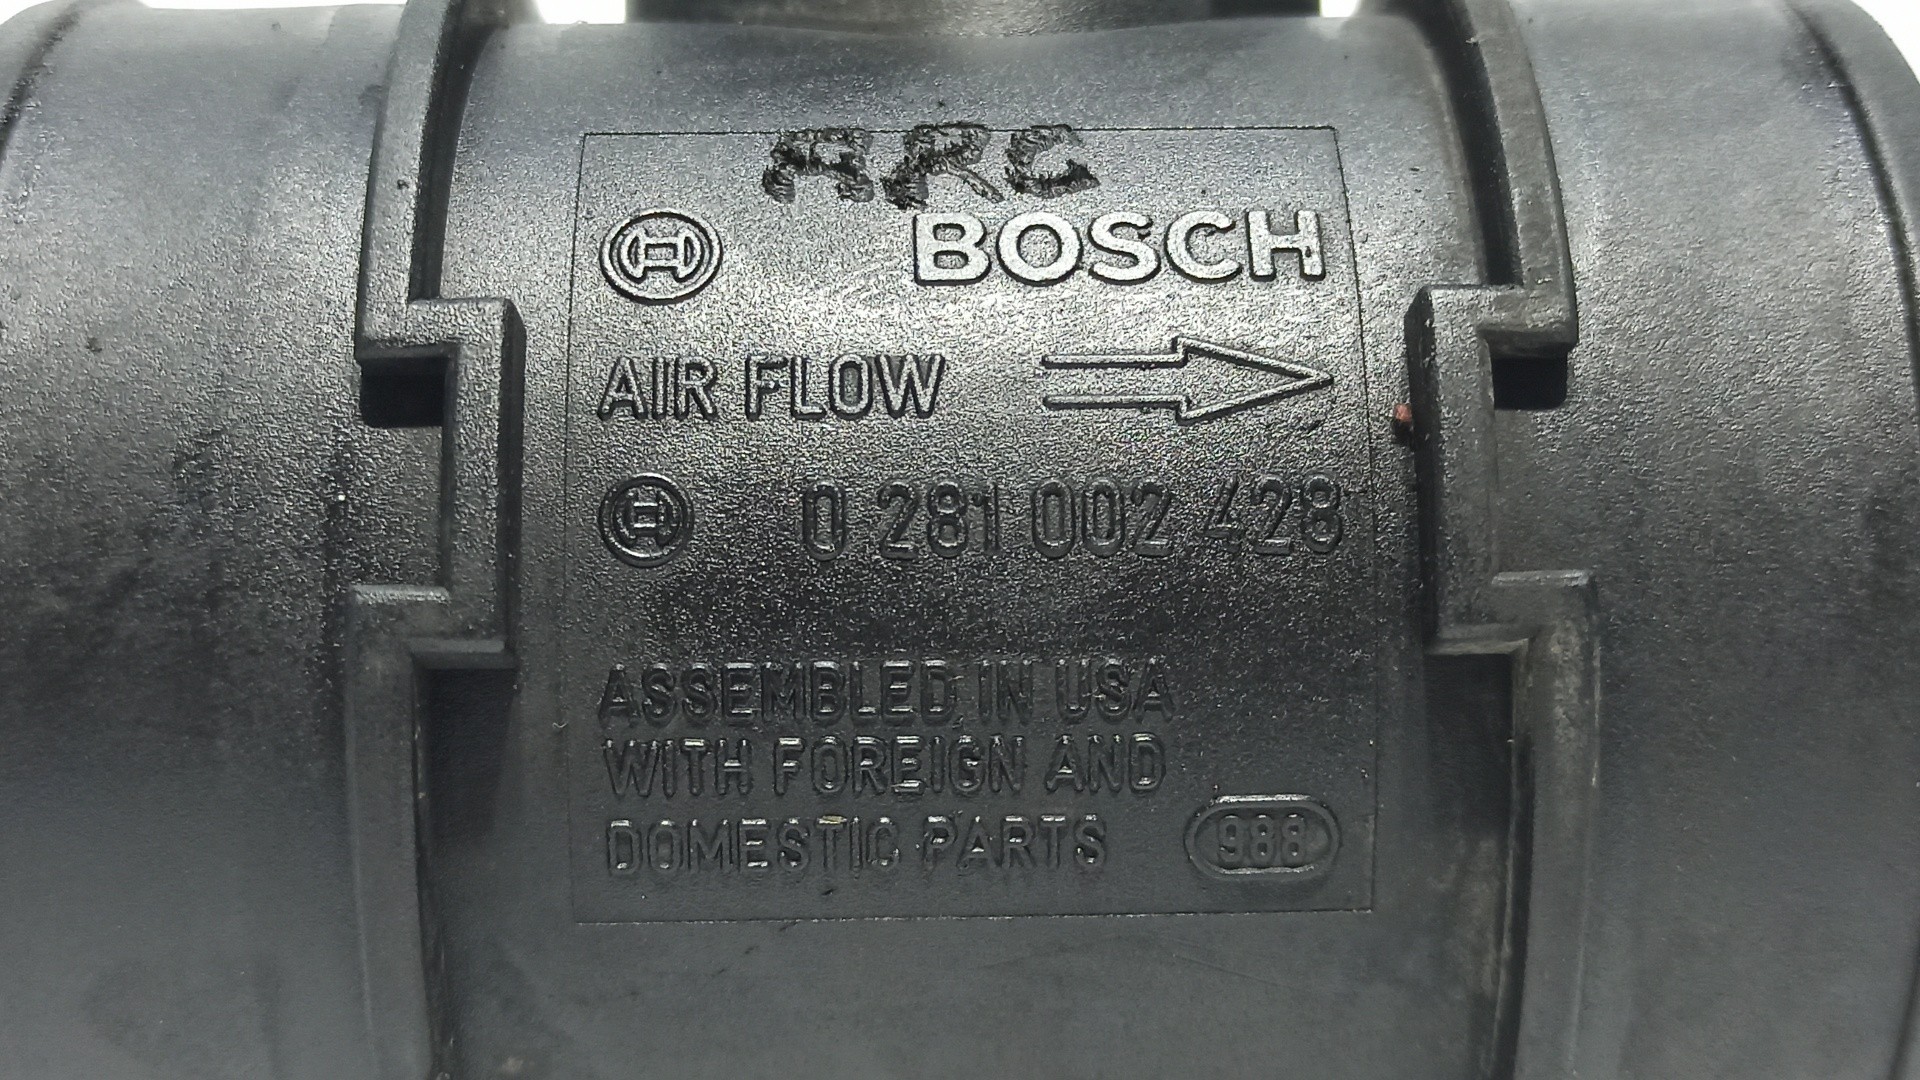 ARC
BOSCH
AIR FLOW
0 281 002 428
ASSEMBLED IN USA
WITH FOREIGN AND
DOMESTIC PARTS
988